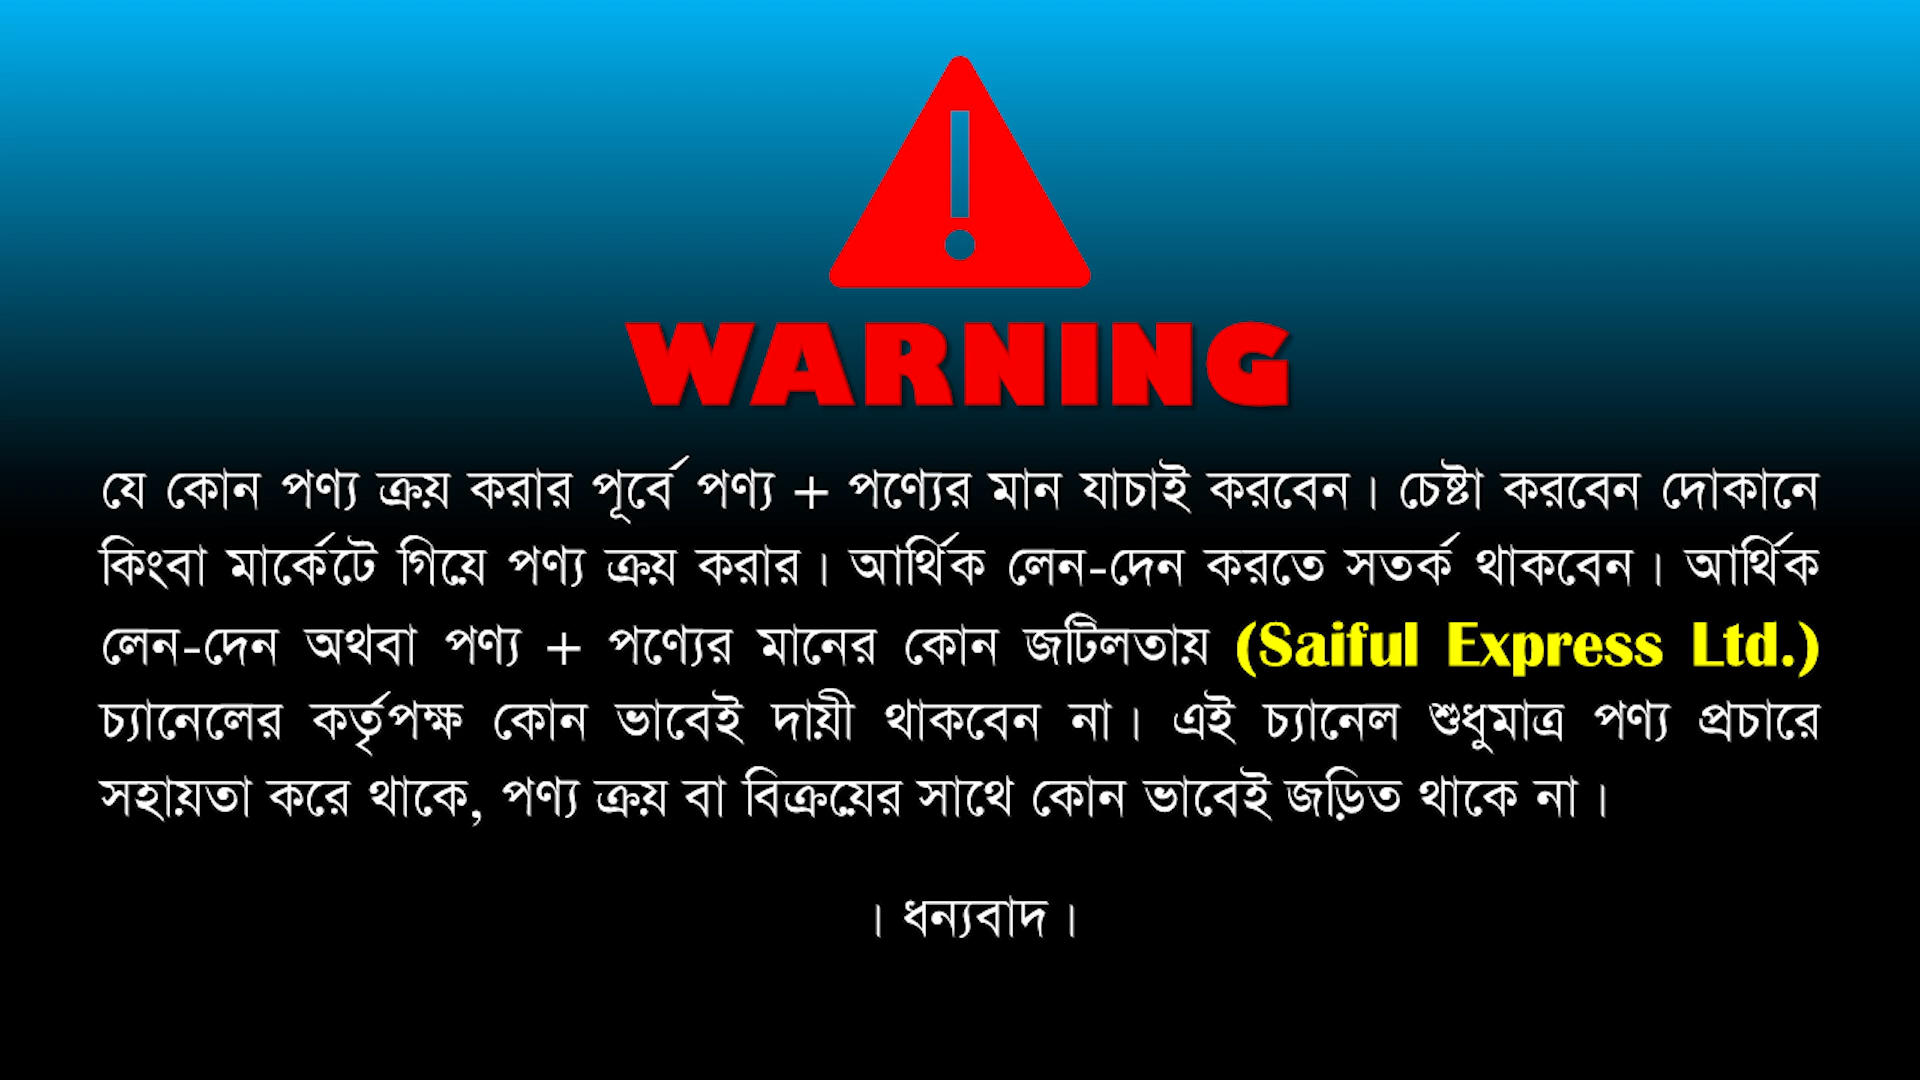 WARNING
যে কোন পণ্য ক্রয় করার পূর্বে পণ্য + পণ্যের মান যাচাই করবেন। চেষ্টা করবেন দোকানে
কিংবা মার্কেটে গিয়ে পণ্য ক্রয় করার। আর্থিক লেন-দেন করতে সতর্ক থাকবেন। আর্থিক
লেন-দেন অথবা পণ্য + পণ্যের মানের কোন জটিলতায় (Saiful Express Ltd.)
চ্যানেলের কর্তৃপক্ষ কোন ভাবেই দায়ী থাকবেন না। এই চ্যানেল শুধুমাত্র পণ্য প্রচারে
সহায়তা করে থাকে, পণ্য ক্রয় বা বিক্রয়ের সাথে কোন ভাবেই জড়িত থাকে না।
। ধন্যবাদ।